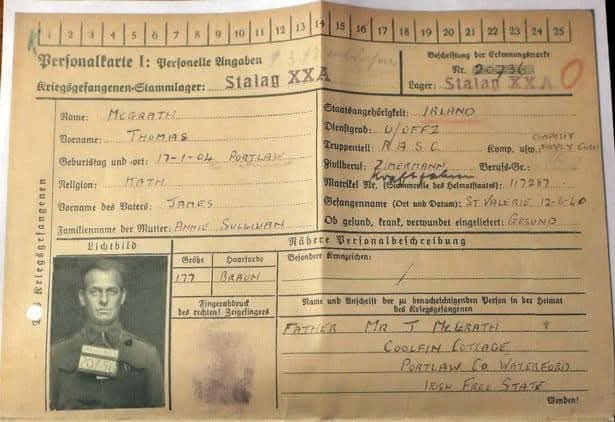 1 2 3 4 5 6 7 8 9 10 11 12 13 14 15 16 17 18 19 20 21 22 23 24 25
Personalkarte I: Personelle Angaben
Kriegsgefangenen-Stammlager: Stalag XXA
Beschriftung der Erkennungsmarke
Nr. 20736
Lager: Stalag XXA
Des Kriegsgefangenen
Name: McGRATH
Vorname: THOMAS
Geburtstag und -ort: 17-1-04 PORTLAW
Religion: KATH
Vorname des Vaters: JAMES
Familienname der Mutter: ANNIE SULLIVAN
Staatsangehörigkeit: IRLAND
Dienstgrad: U/OFFZ
Truppenteil: R.A.S.C. Komp. usw. COMPOSIT SUPPLY COLN
Zivilberuf: ZIMERMANN Berufs-Gr.
Kraftfahrer
Matrikel Nr. (Stammrolle des Heimatstaates): 117287
Gefangennahme (Ort und Datum): ST VALERIE 12-6-40
Ob gesund, krank, verwundet eingeliefert: GESUND
Lichtbild
Nähere Personalbeschreibung
Größe
Haarfarbe
177
BRAUN
Besondere Kennzeichen:
Fingerabdruck
des rechten! Zeigefingers
Name und Anschrift der zu benachrichtigenden Person in der Heimat
des Kriegsgefangenen
FATHER MR T McGRATH
COOLFIN COTTAGE
PORTLAW CO. WATERFORD
IRISH FREE STATE
Wenden!